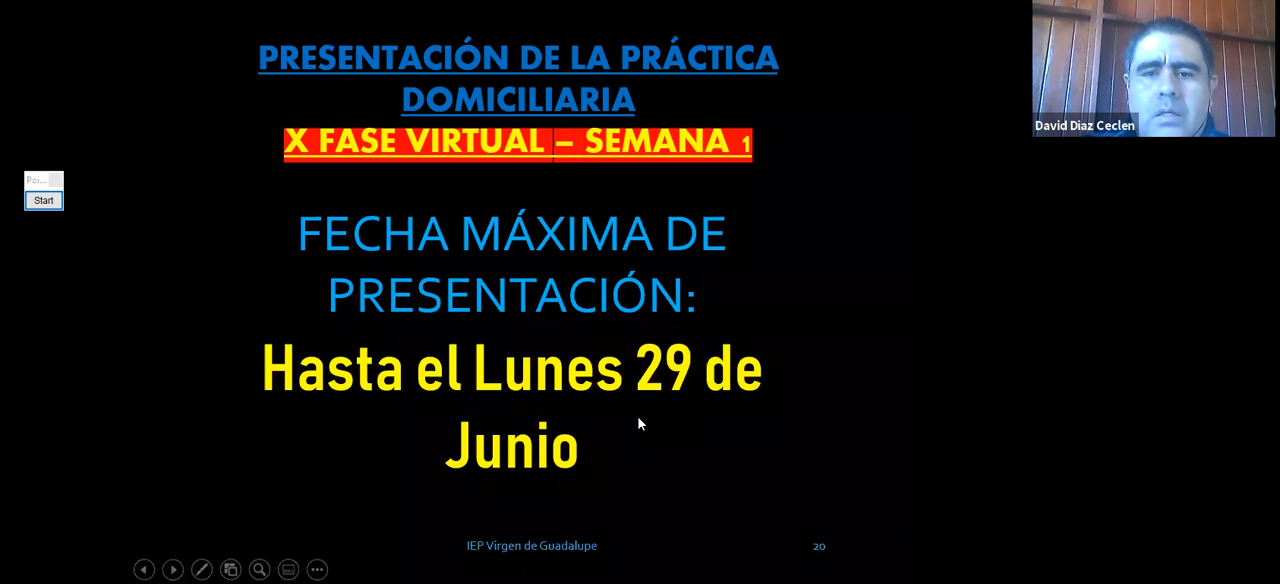 PRESENTACIÓN DE LA PRÁCTICA
DOMICILIARIA
X FASE VIRTUAL – SEMANA 1
David Diaz Ceclen
Poi...
Start
FECHA MÁXIMA DE
PRESENTACIÓN:
Hasta el Lunes 29 de
Junio
IEP Virgen de Guadalupe
20